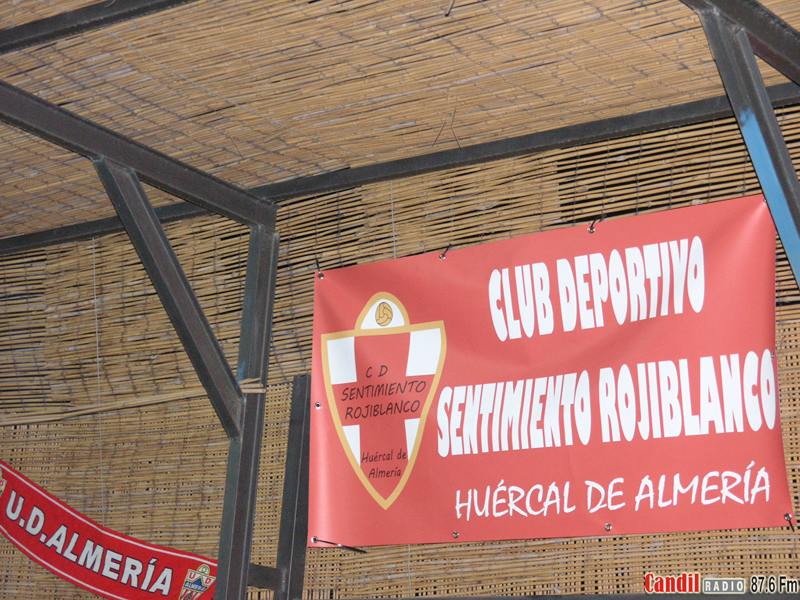 CLUB DEPORTIVO
SENTIMIENTO ROJIBLANCO
HUÉRCAL DE ALMERÍA
C D
SENTIMIENTO
ROJIBLANCO
Huércal de
Almería
U.D.ALMERÍA
Candil RADIO 87.6 Fm